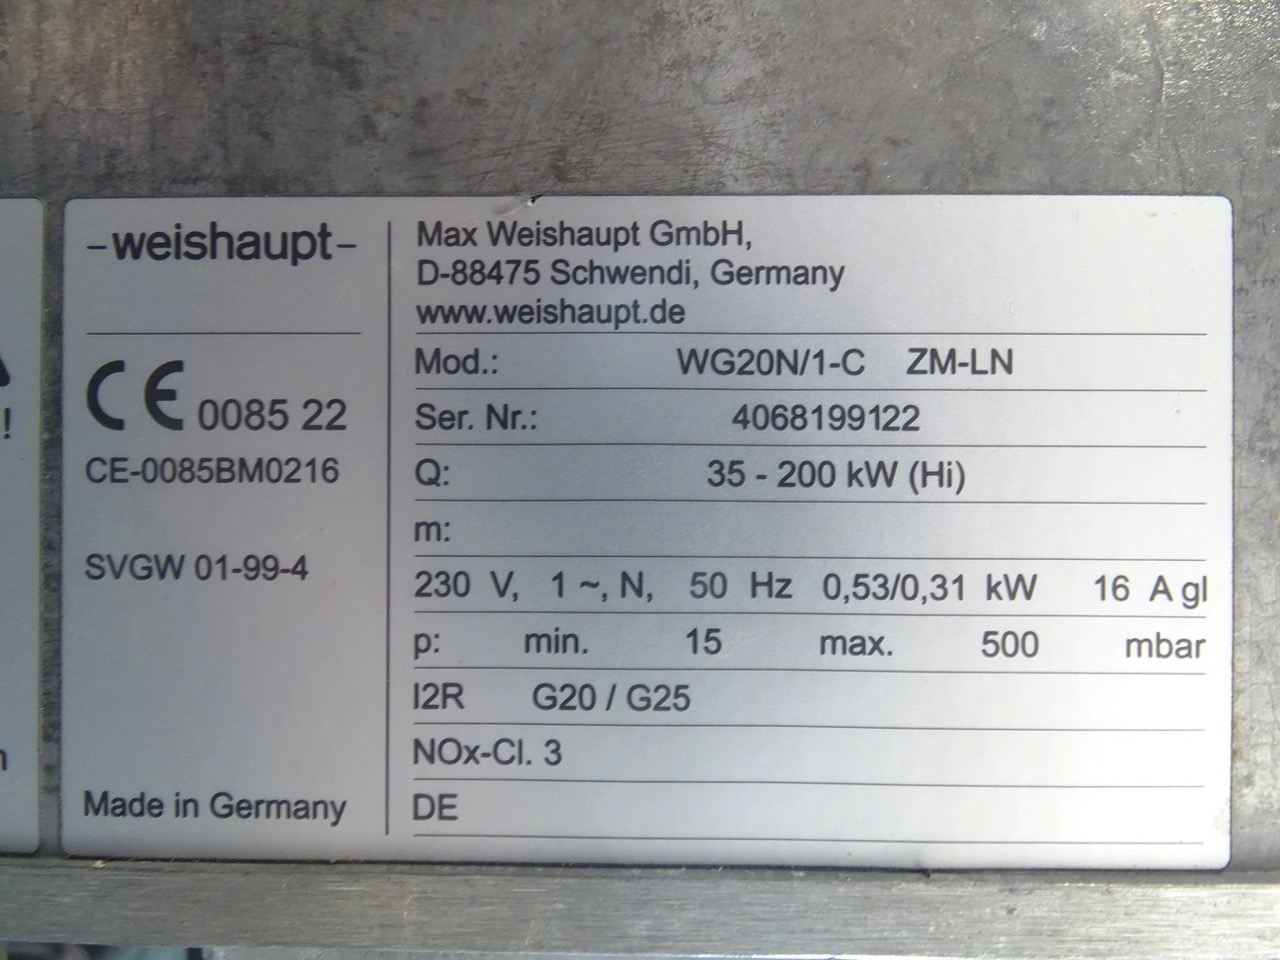 -weishaupt-
CE 0085 22
CE-0085BM0216
SVGW 01-99-4
Made in Germany
Max Weishaupt GmbH,
D-88475 Schwendi, Germany
www.weishaupt.de
Mod.: WG20N/1-C ZM-LN
Ser. Nr.: 4068199122
Q: 35 - 200 kW (Hi)
m:
230 V, 1 ~, N, 50 Hz 0,53/0,31 kW 16 A gl
p: min. 15 max. 500 mbar
I2R G20 / G25
NOx-Cl. 3
DE
!